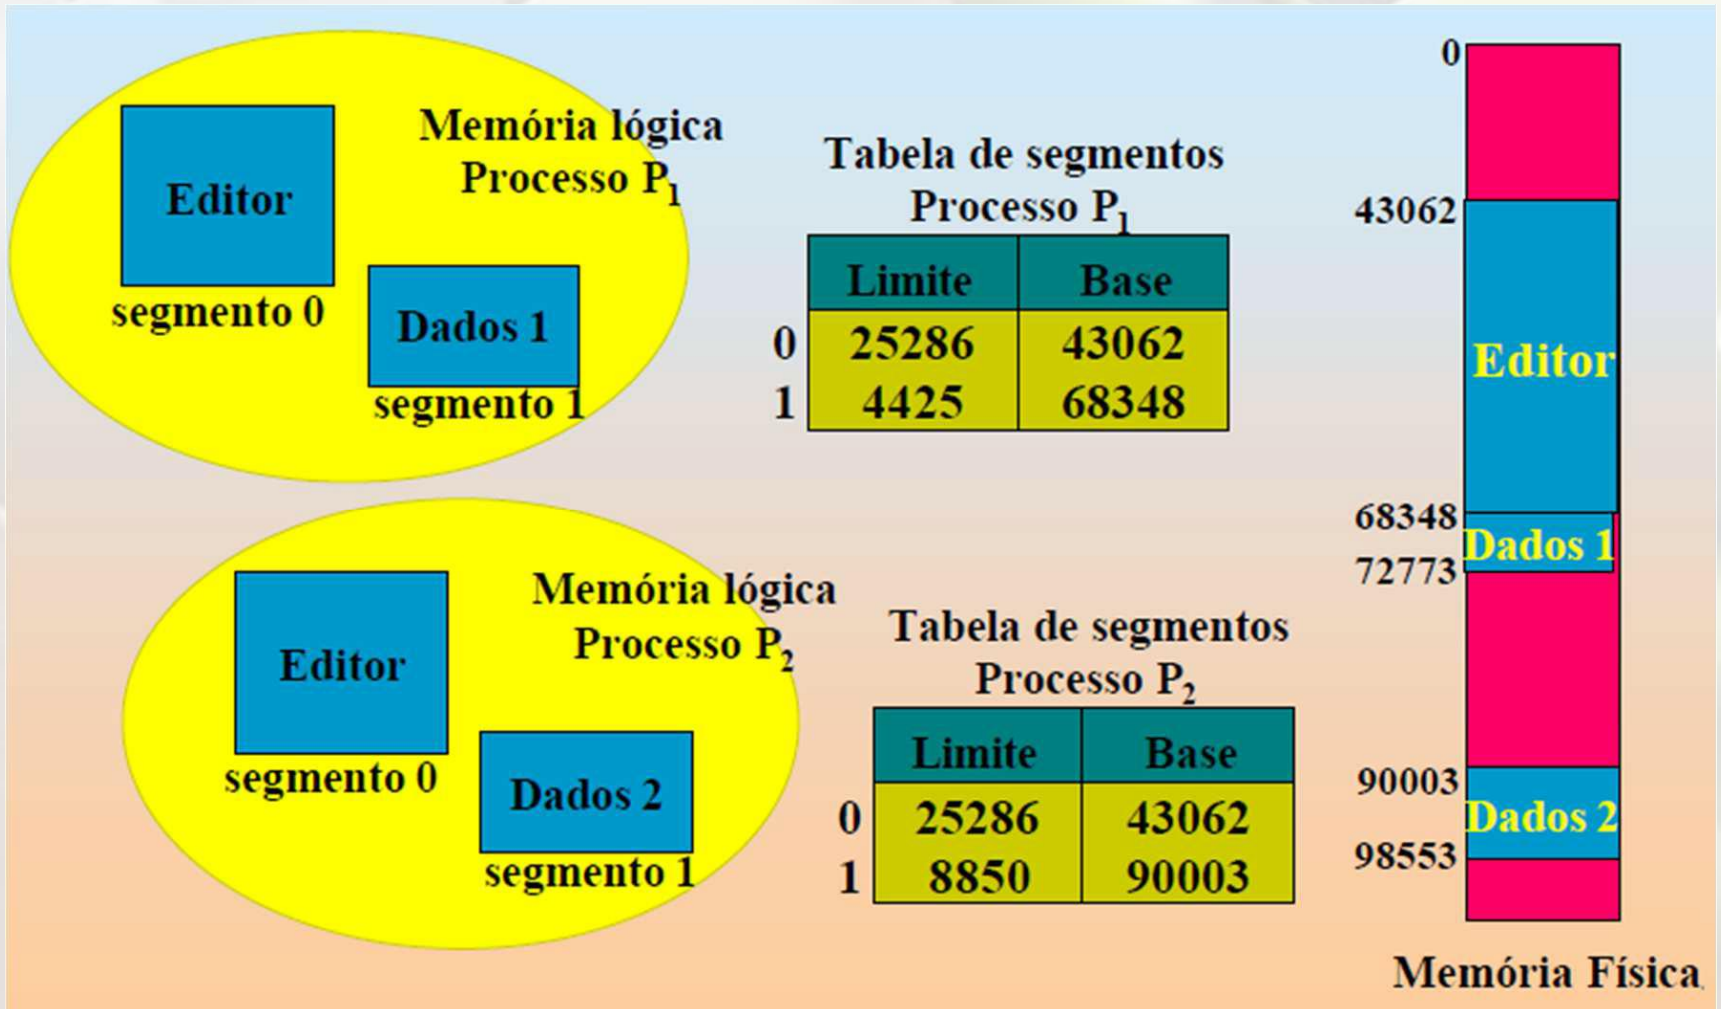 Memória lógica
Processo P1
Editor
segmento 0
Dados 1
segmento 1
Tabela de segmentos
Processo P1
Limite Base
0 25286 43062
1 4425 68348
Memória lógica
Processo P2
Editor
segmento 0
Dados 2
segmento 1
Tabela de segmentos
Processo P2
Limite Base
0 25286 43062
1 8850 90003
0
43062
Editor
68348
Dados 1
72773
90003
Dados 2
98553
Memória Física